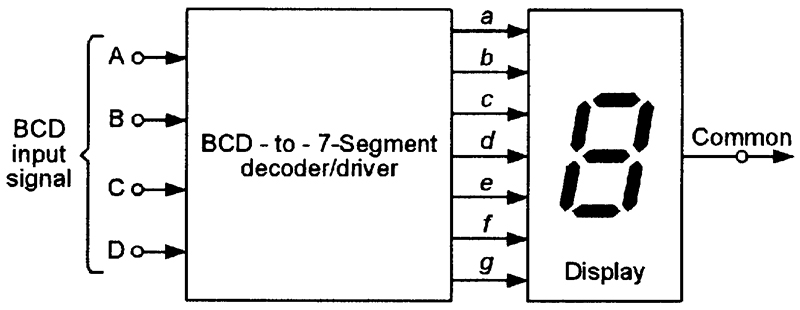 BCD
input
signal
A
B
C
D
BCD - to - 7-Segment
decoder/driver
a
b
c
d
e
f
g
Display
Common